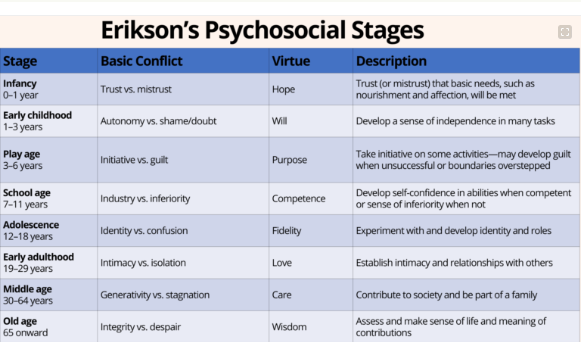 Erikson's Psychosocial Stages
Stage Basic Conflict Virtue Description
Infancy
0–1 year
Trust vs. mistrust
Hope
Trust (or mistrust) that basic needs, such as
nourishment and affection, will be met
Early childhood
1–3 years
Autonomy vs. shame/doubt
Will
Develop a sense of independence in many tasks
Play age
3–6 years
Initiative vs. guilt
Purpose
Take initiative on some activities—may develop guilt
when unsuccessful or boundaries overstepped
School age
7–11 years
Industry vs. inferiority
Competence
Develop self-confidence in abilities when competent
or sense of inferiority when not
Adolescence
12–18 years
Identity vs. confusion
Fidelity
Experiment with and develop identity and roles
Early adulthood
19–29 years
Intimacy vs. isolation
Love
Establish intimacy and relationships with others
Middle age
30–64 years
Generativity vs. stagnation
Care
Contribute to society and be part of a family
Old age
65 onward
Integrity vs. despair
Wisdom
Assess and make sense of life and meaning of
contributions